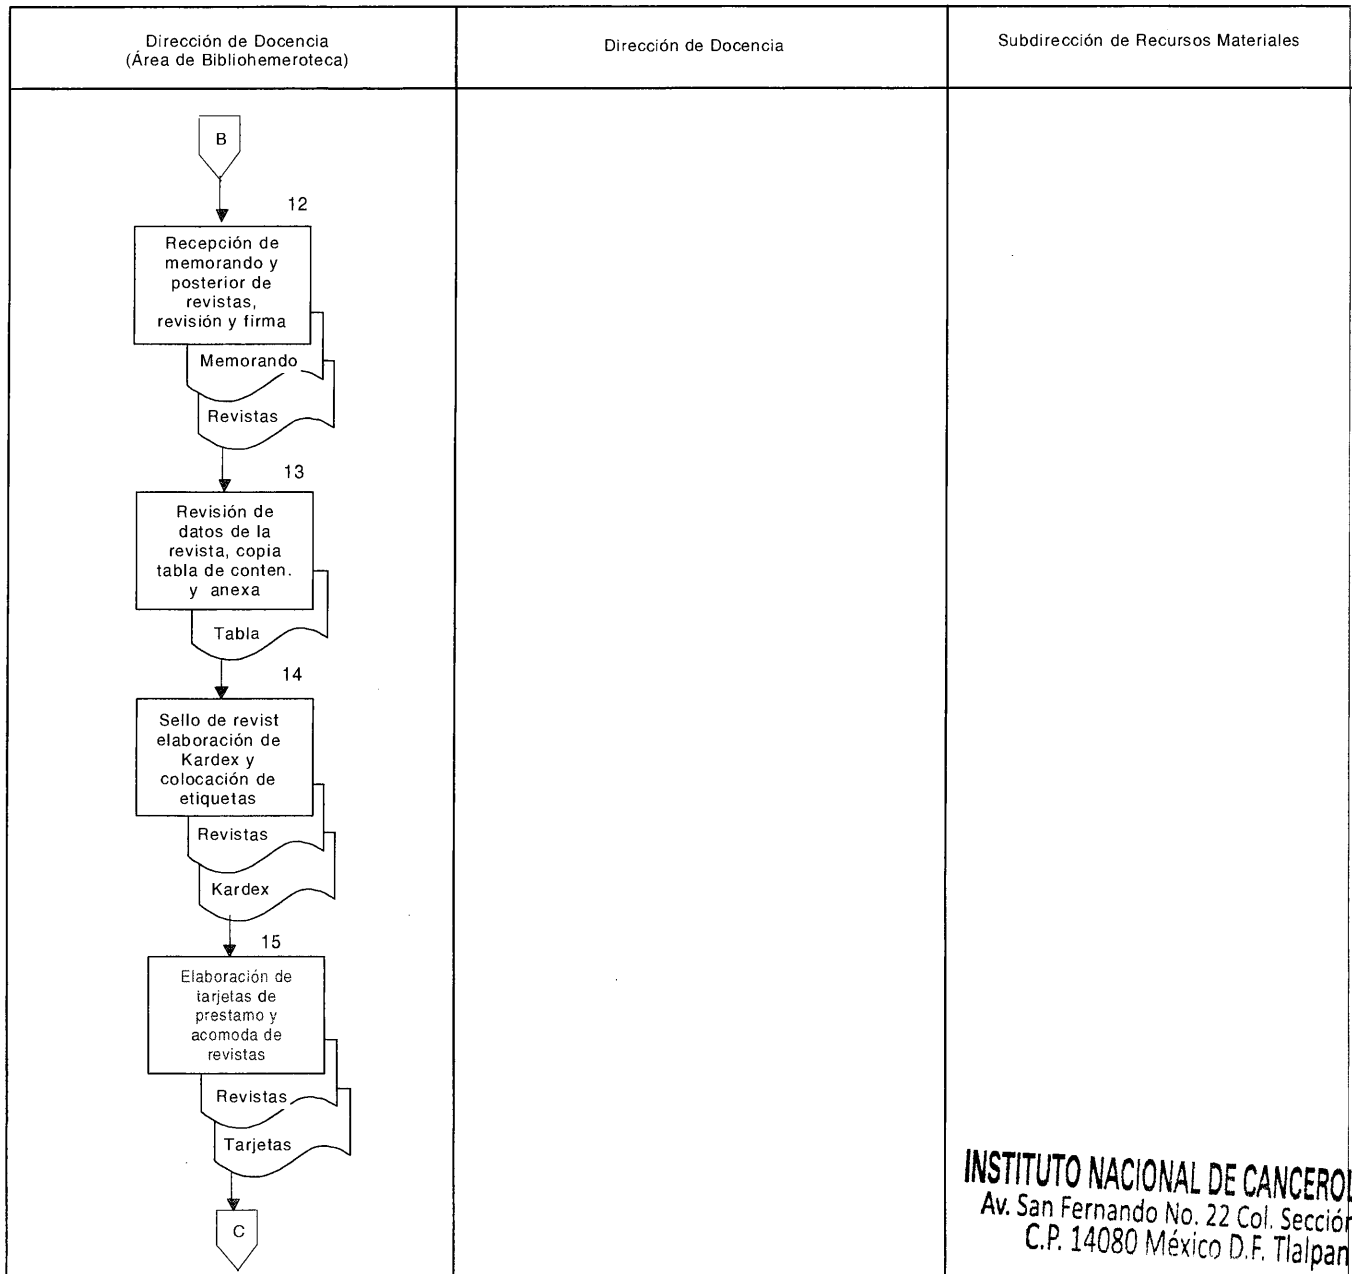 Dirección de Docencia
(Área de Bibliohemeroteca)
Dirección de Docencia
Subdirección de Recursos Materiales
B
12
Recepción de
memorando y
posterior de
revistas,
revisión y firma
Memorando
Revistas
13
Revisión de
datos de la
revista, copia
tabla de conten.
y anexa
Tabla
14
Sello de revist
elaboración de
Kardex y
colocación de
etiquetas
Revistas
Kardex
15
Elaboración de
tarjetas de
prestamo y
acomoda de
revistas
Revistas
Tarjetas
C
INSTITUTO NACIONAL DE CANCEROL
Av. San Fernando No. 22 Col. Sección
C.P. 14080 México D.F. Tlalpan